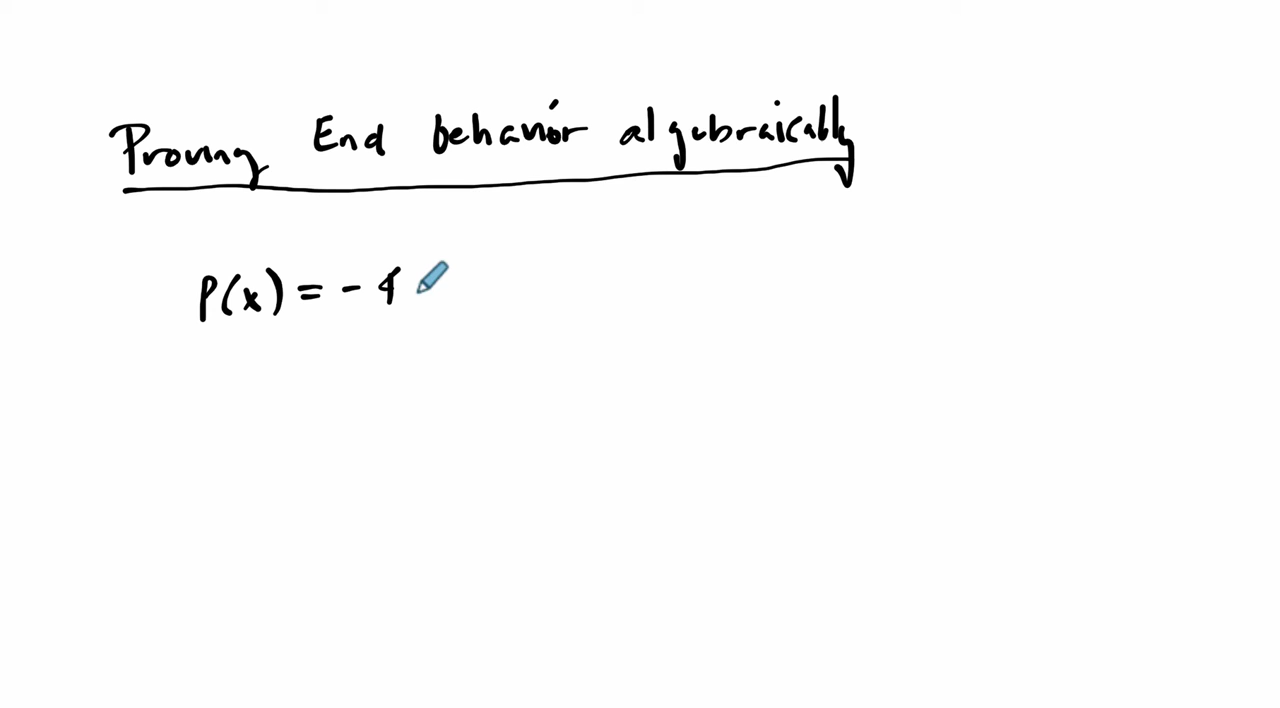 Proving End behavior algebraically
P(x) = - 4